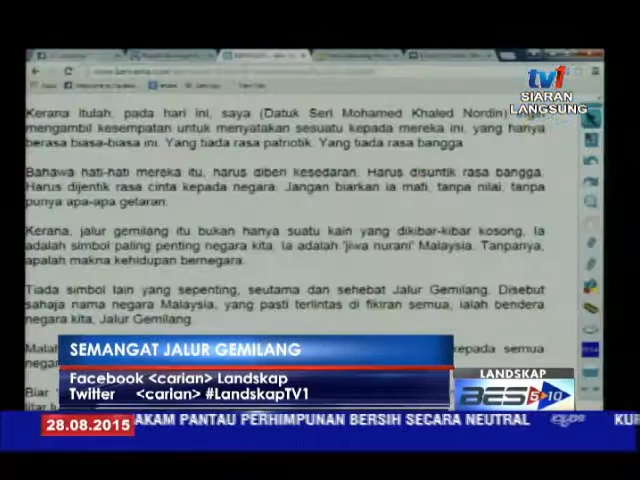 tv1
SIARAN
LANGSUNG
Kerana itulah, pada hari ini, saya (Datuk Seri Mohamed Khaled Nordin)
mengambil kesempatan untuk menyatakan sesuatu kepada mereka ini, yang hanya
berasa biasa-biasa ini. Yang tiada rasa patriotik. Yang tiada rasa bangga.
Bahawa hati-hati mereka itu, harus diberi kesedaran. Harus disuntik rasa bangga.
Harus dijentik rasa cinta kepada negara. Jangan biarkan ia mati, tanpa nilai, tanpa
punya apa-apa getaran.
Kerana, jalur gemilang itu bukan hanya suatu kain yang dikibar-kibar kosong. Ia
adalah simbol paling penting negara kita. Ia adalah 'jiwa nurani' Malaysia. Tanpanya,
apalah makna kehidupan bernegara.
Tiada simbol lain yang sepenting, seutama dan sehebat Jalur Gemilang. Disebut
sahaja nama negara Malaysia, yang pasti terlintas di fikiran semua, ialah bendera
negara kita, Jalur Gemilang.
kepada semua
Biar
SEMANGAT JALUR GEMILANG
Facebook <carian> Landskap
Twitter <carian> #LandskapTV1
LANDSKAP
BES 5 10
28.08.2015
AKAM PANTAU PERHIMPUNAN BERSIH SECARA NEUTRAL
KUR